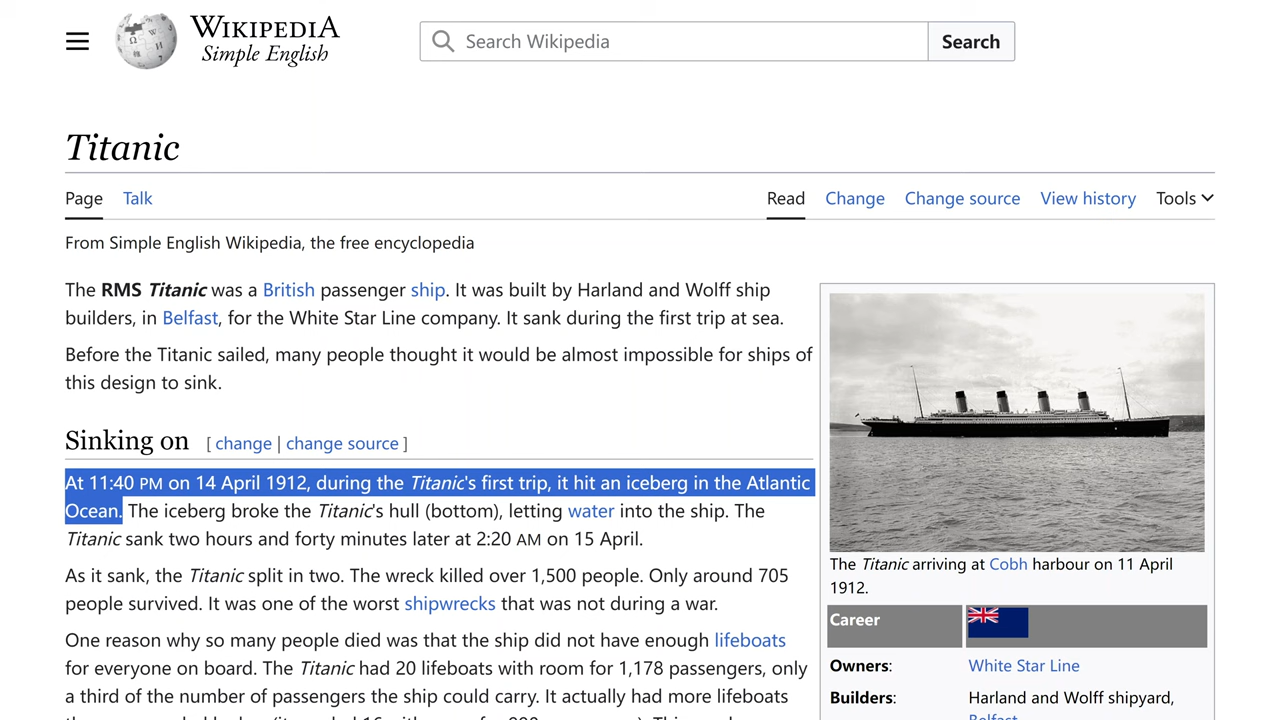 WIKIPEDIA
Simple English
Search Wikipedia
Search
Titanic
Page Talk
Read Change Change source View history Tools
From Simple English Wikipedia, the free encyclopedia
The RMS Titanic was a British passenger ship. It was built by Harland and Wolff ship
builders, in Belfast, for the White Star Line company. It sank during the first trip at sea.
Before the Titanic sailed, many people thought it would be almost impossible for ships of
this design to sink.
Sinking on [ change | change source ]
At 11:40 PM on 14 April 1912, during the Titanic's first trip, it hit an iceberg in the Atlantic
Ocean. The iceberg broke the Titanic's hull (bottom), letting water into the ship. The
Titanic sank two hours and forty minutes later at 2:20 AM on 15 April.
As it sank, the Titanic split in two. The wreck killed over 1,500 people. Only around 705
people survived. It was one of the worst shipwrecks that was not during a war.
One reason why so many people died was that the ship did not have enough lifeboats
for everyone on board. The Titanic had 20 lifeboats with room for 1,178 passengers, only
a third of the number of passengers the ship could carry. It actually had more lifeboats
The Titanic arriving at Cobh harbour on 11 April
1912.
Career
Owners: White Star Line
Builders: Harland and Wolff shipyard,
Belfast